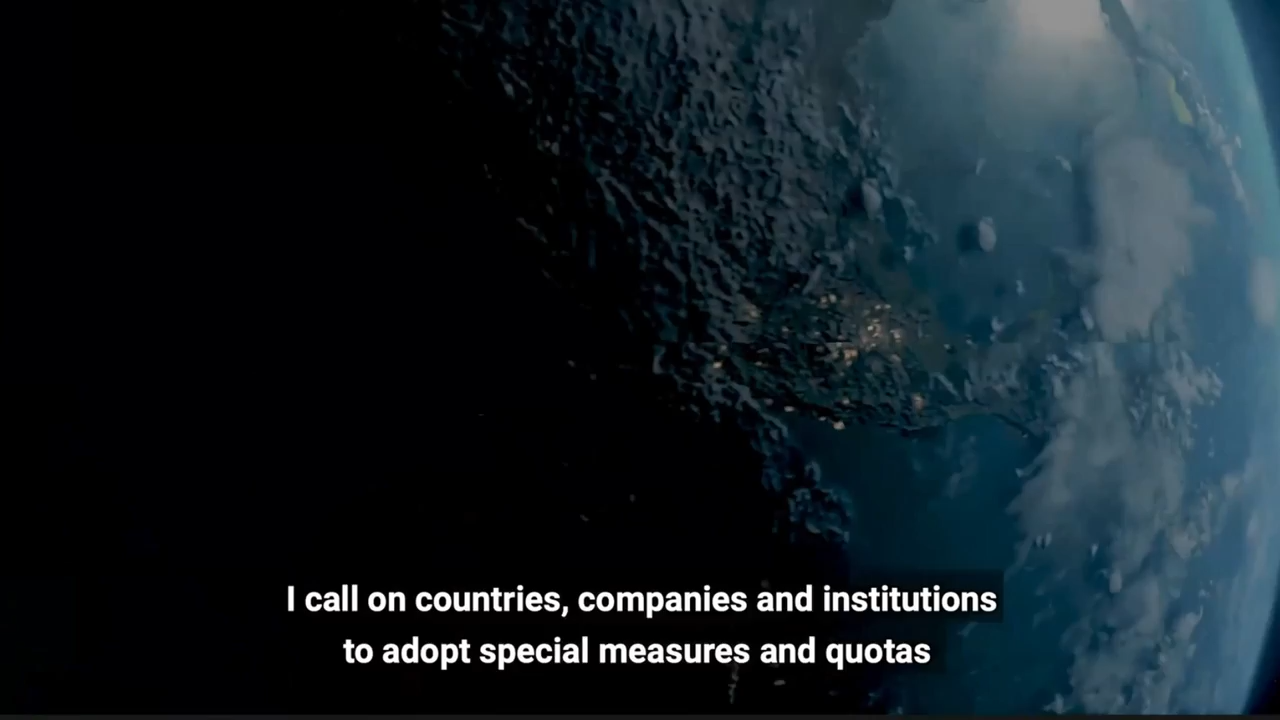 I call on countries, companies and institutions
to adopt special measures and quotas